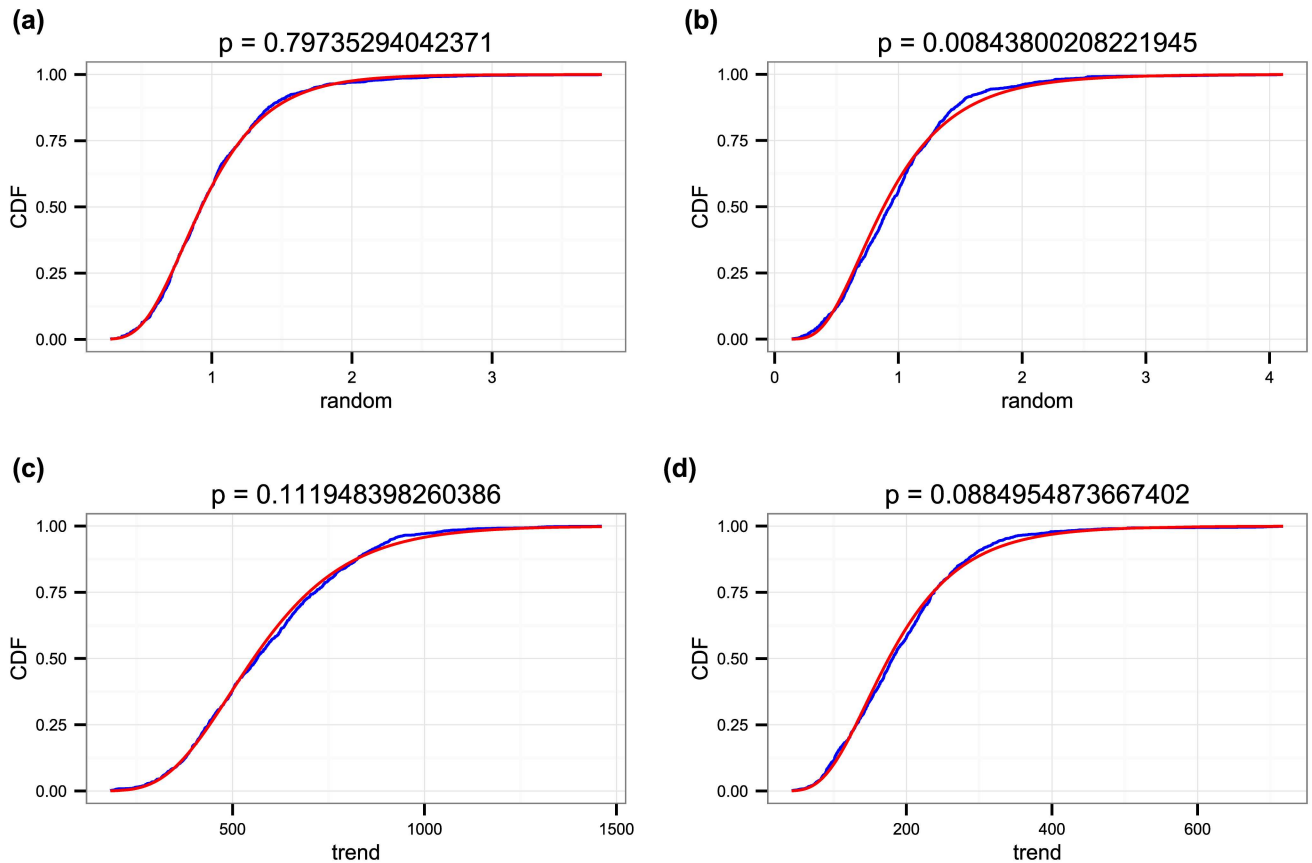 (a)
p = 0.79735294042371
1.00
0.75
0.50
0.25
0.00
CDF
1
2
3
random
(b)
p = 0.00843800208221945
1.00
0.75
0.50
0.25
0.00
CDF
0
1
2
3
4
random
(c)
p = 0.111948398260386
1.00
0.75
0.50
0.25
0.00
CDF
500
1000
1500
trend
(d)
p = 0.0884954873667402
1.00
0.75
0.50
0.25
0.00
CDF
200
400
600
trend